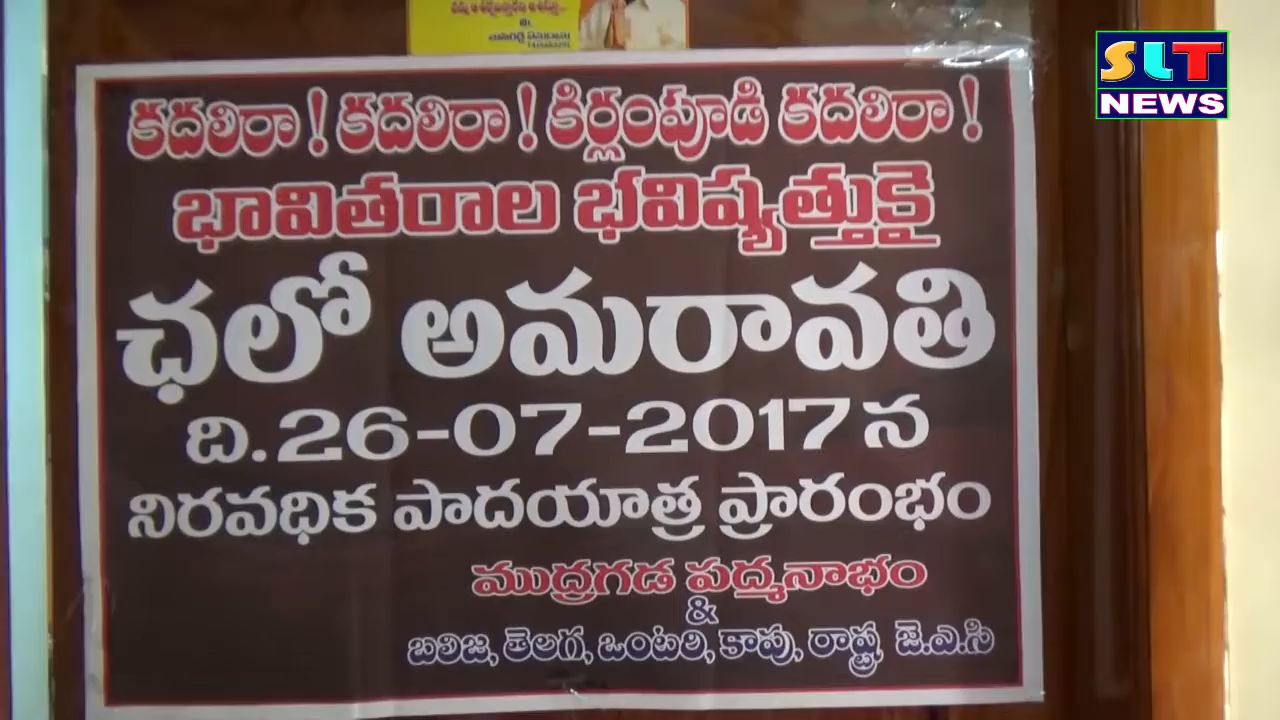 SLT
NEWS
కదలిరా! కదలిరా! కిర్లంపూడి కదలిరా!
భావితరాల భవిష్యత్తుకై
ఛలో అమరావతి
ది.26-07-2017న
నిరవధిక పాదయాత్ర ప్రారంభం
ముద్రగడ పద్మనాభం
&
బలిజ, తెలగ, ఒంటరి, కాపు, రాష్ట్ర జె.ఎ.సి